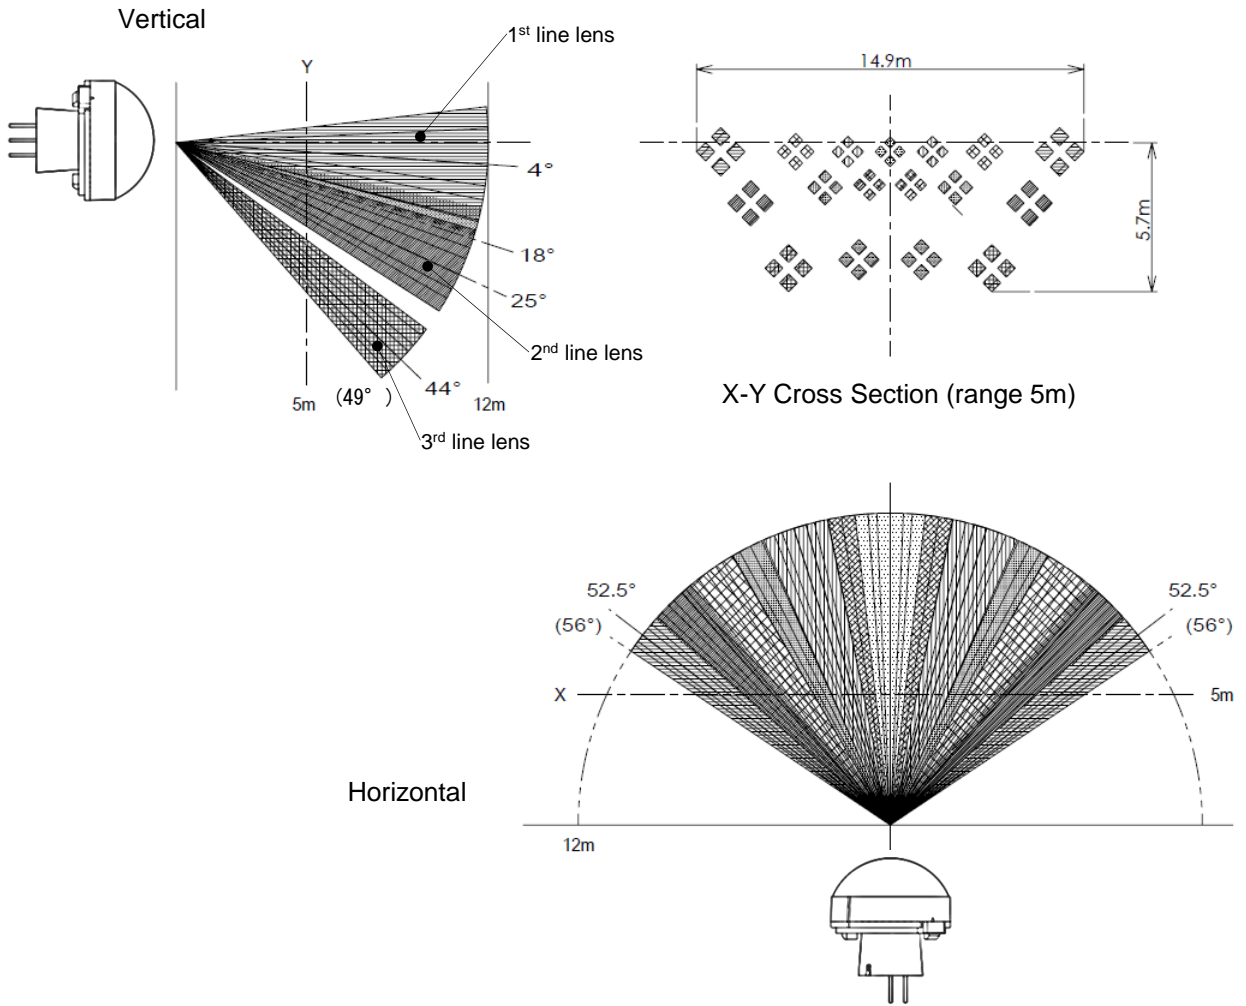 Vertical
1st line lens
Y
14.9m
4°
5.7m
18°
25°
2nd line lens
44°
(49° )
5m
12m
X-Y Cross Section (range 5m)
3rd line lens
52.5°
52.5°
(56°)
(56°)
X
5m
Horizontal
12m